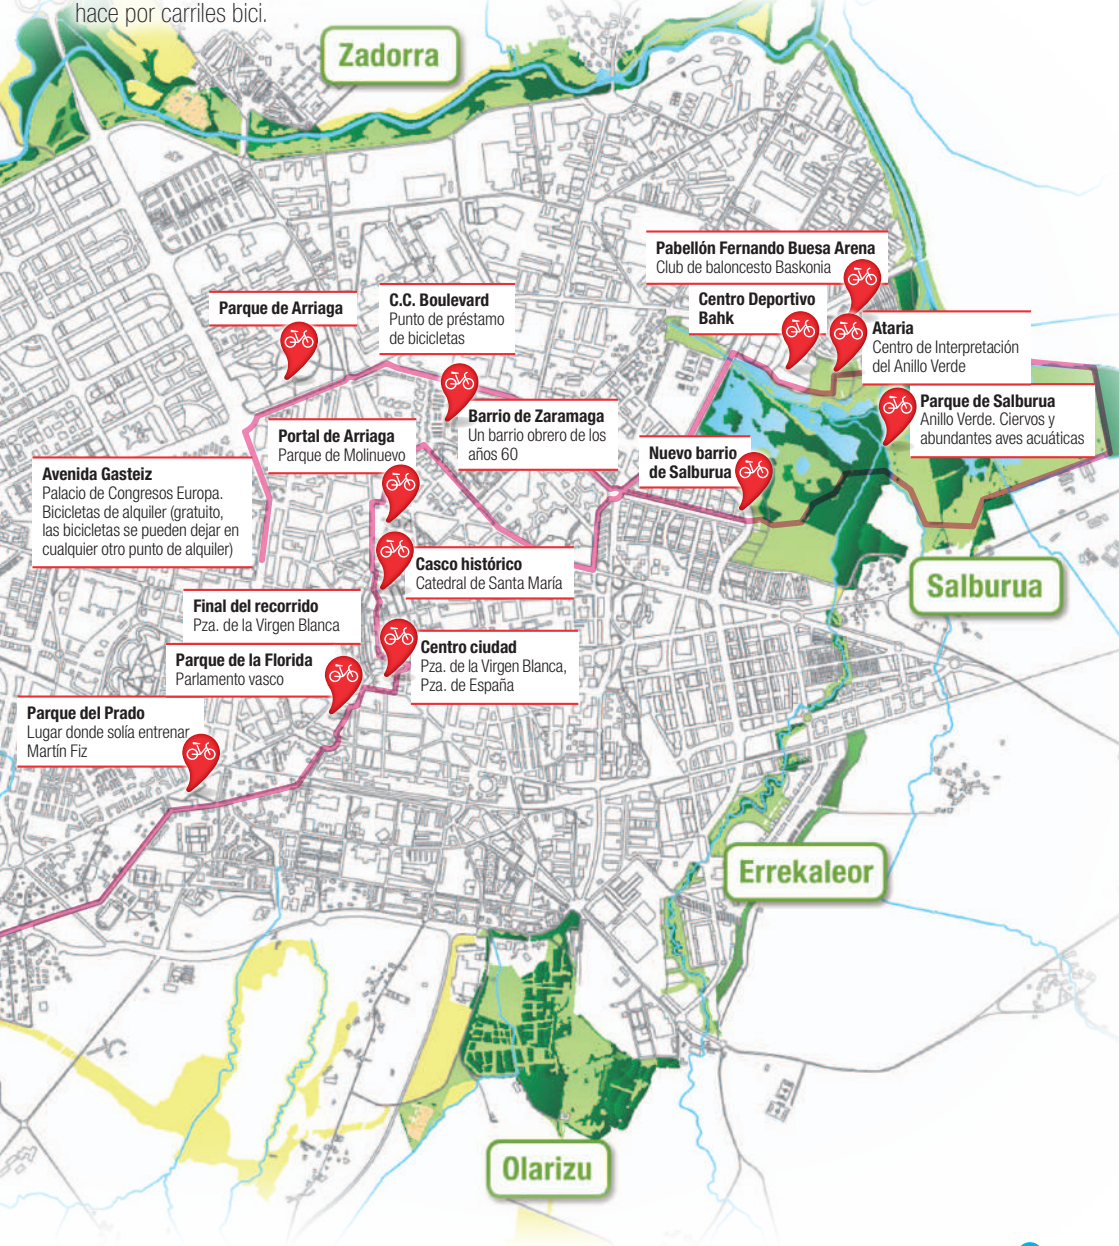 hace por carriles bici.
Zadorra
Pabellón Fernando Buesa Arena
Club de baloncesto Baskonia
Parque de Arriaga
C.C. Boulevard
Punto de préstamo
de bicicletas
Centro Deportivo
Bahk
Ataria
Centro de Interpretación
del Anillo Verde
Parque de Salburua
Anillo Verde. Ciervos y
abundantes aves acuáticas
Barrio de Zaramaga
Un barrio obrero de los
años 60
Portal de Arriaga
Parque de Molinuevo
Nuevo barrio
de Salburua
Avenida Gasteiz
Palacio de Congresos Europa.
Bicicletas de alquiler (gratuito,
las bicicletas se pueden dejar en
cualquier otro punto de alquiler)
Casco histórico
Catedral de Santa María
Salburua
Final del recorrido
Pza. de la Virgen Blanca
Centro ciudad
Pza. de la Virgen Blanca,
Pza. de España
Parque de la Florida
Parlamento vasco
Parque del Prado
Lugar donde solía entrenar
Martín Fiz
Errekaleor
Olarizu